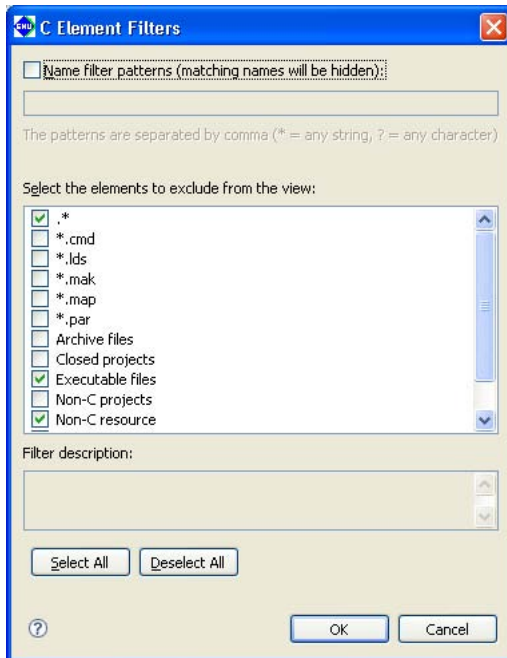 GNU
C Element Filters
Name filter patterns (matching names will be hidden):
The patterns are separated by comma (* = any string, ? = any character)
Select the elements to exclude from the view:
.*
*.cmd
*.lds
*.mak
*.map
*.par
Archive files
Closed projects
Executable files
Non-C projects
Non-C resource
Filter description:
Select All Deselect All
? OK Cancel